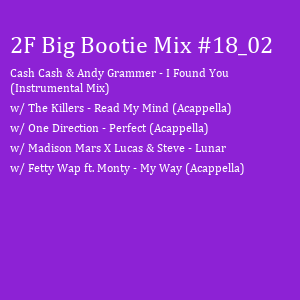 2F Big Bootie Mix #18_02
Cash Cash & Andy Grammer - I Found You
(Instrumental Mix)
w/ The Killers - Read My Mind (Acappella)
w/ One Direction - Perfect (Acappella)
w/ Madison Mars X Lucas & Steve - Lunar
w/ Fetty Wap ft. Monty - My Way (Acappella)